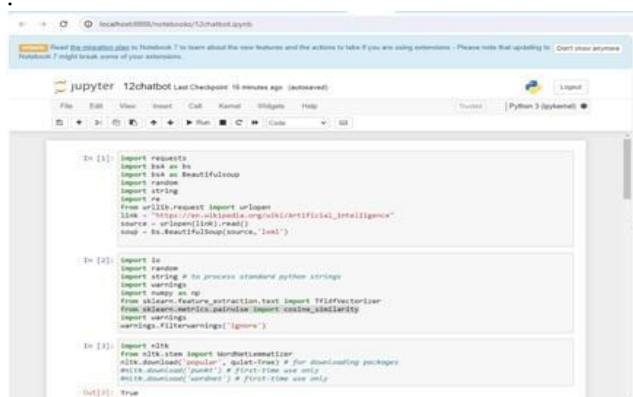 localhost:8888/notebooks/12chatbot.ipynb
Read the migration plan to Notebook 7 to learn about the new features and the actions to take if you are using extensions - Please note that updating to
Notebook 7 might break some of your extensions.
Don't show anymore
jupyter 12chatbot Last Checkpoint: 16 minutes ago (autosaved)
Logout
File Edit View Insert Cell Kernel Widgets Help Trusted Python 3 (ipykernel)
Run Code
In [1]: import requests
import bs4 as bs
import bs4 as Beautifulsoup
import random
import string
import re
from urllib.request import urlopen
link = "https://en.wikipedia.org/wiki/Artificial_intelligence"
source = urlopen(link).read()
soup = bs.BeautifulSoup(source,'lxml')
In [2]: import io
import random
import string # to process standard python strings
import warnings
import numpy as np
from sklearn.feature_extraction.text import TfidfVectorizer
from sklearn.metrics.pairwise import cosine_similarity
import warnings
warnings.filterwarnings('ignore')
In [3]: import nltk
from nltk.stem import WordNetLemmatizer
nltk.download('popular', quiet=True) # for downloading packages
#nltk.download('punkt') # first-time use only
#nltk.download('wordnet') # first-time use only
Out[3]: True